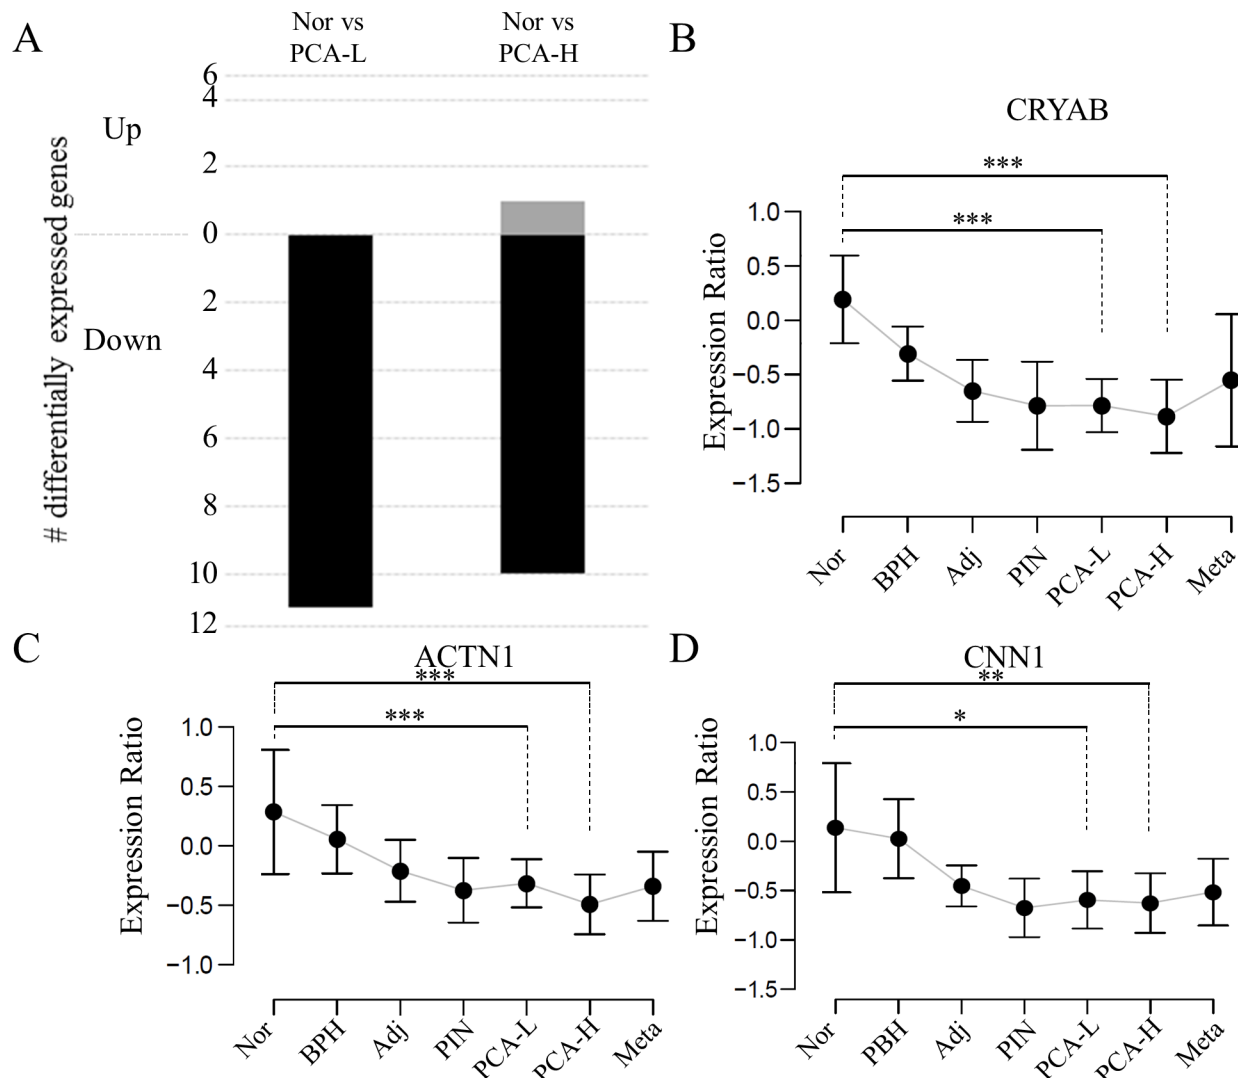 A
Nor vs
PCA-L
Nor vs
PCA-H
6
4
2
0
2
4
6
8
10
12
Up
Down
# differentially expressed genes
B
CRYAB
***
***
Expression Ratio
1.0
0.5
0.0
−0.5
−1.0
−1.5
Nor
BPH
Adj
PIN
PCA-L
PCA-H
Meta
C
ACTN1
***
***
Expression Ratio
1.0
0.5
0.0
−0.5
−1.0
Nor
BPH
Adj
PIN
PCA-L
PCA-H
Meta
D
CNN1
**
*
Expression Ratio
1.0
0.5
0.0
−0.5
−1.0
−1.5
Nor
PBH
Adj
PIN
PCA-L
PCA-H
Meta